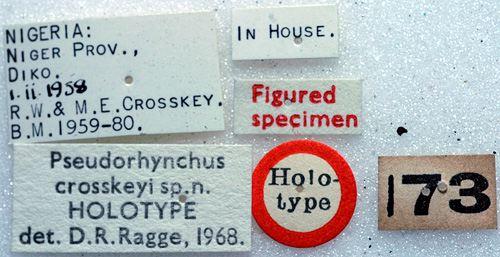 NIGERIA:
NIGER PROV.,
DIKO.
1.ii.1958
R.W. & M.E. CROSSKEY.
B.M. 1959-80.
IN HOUSE.
Figured
specimen
Pseudorhynchus
crosskeyi sp.n.
HOLOTYPE
det. D.R.Ragge, 1968.
Holo-
type
173